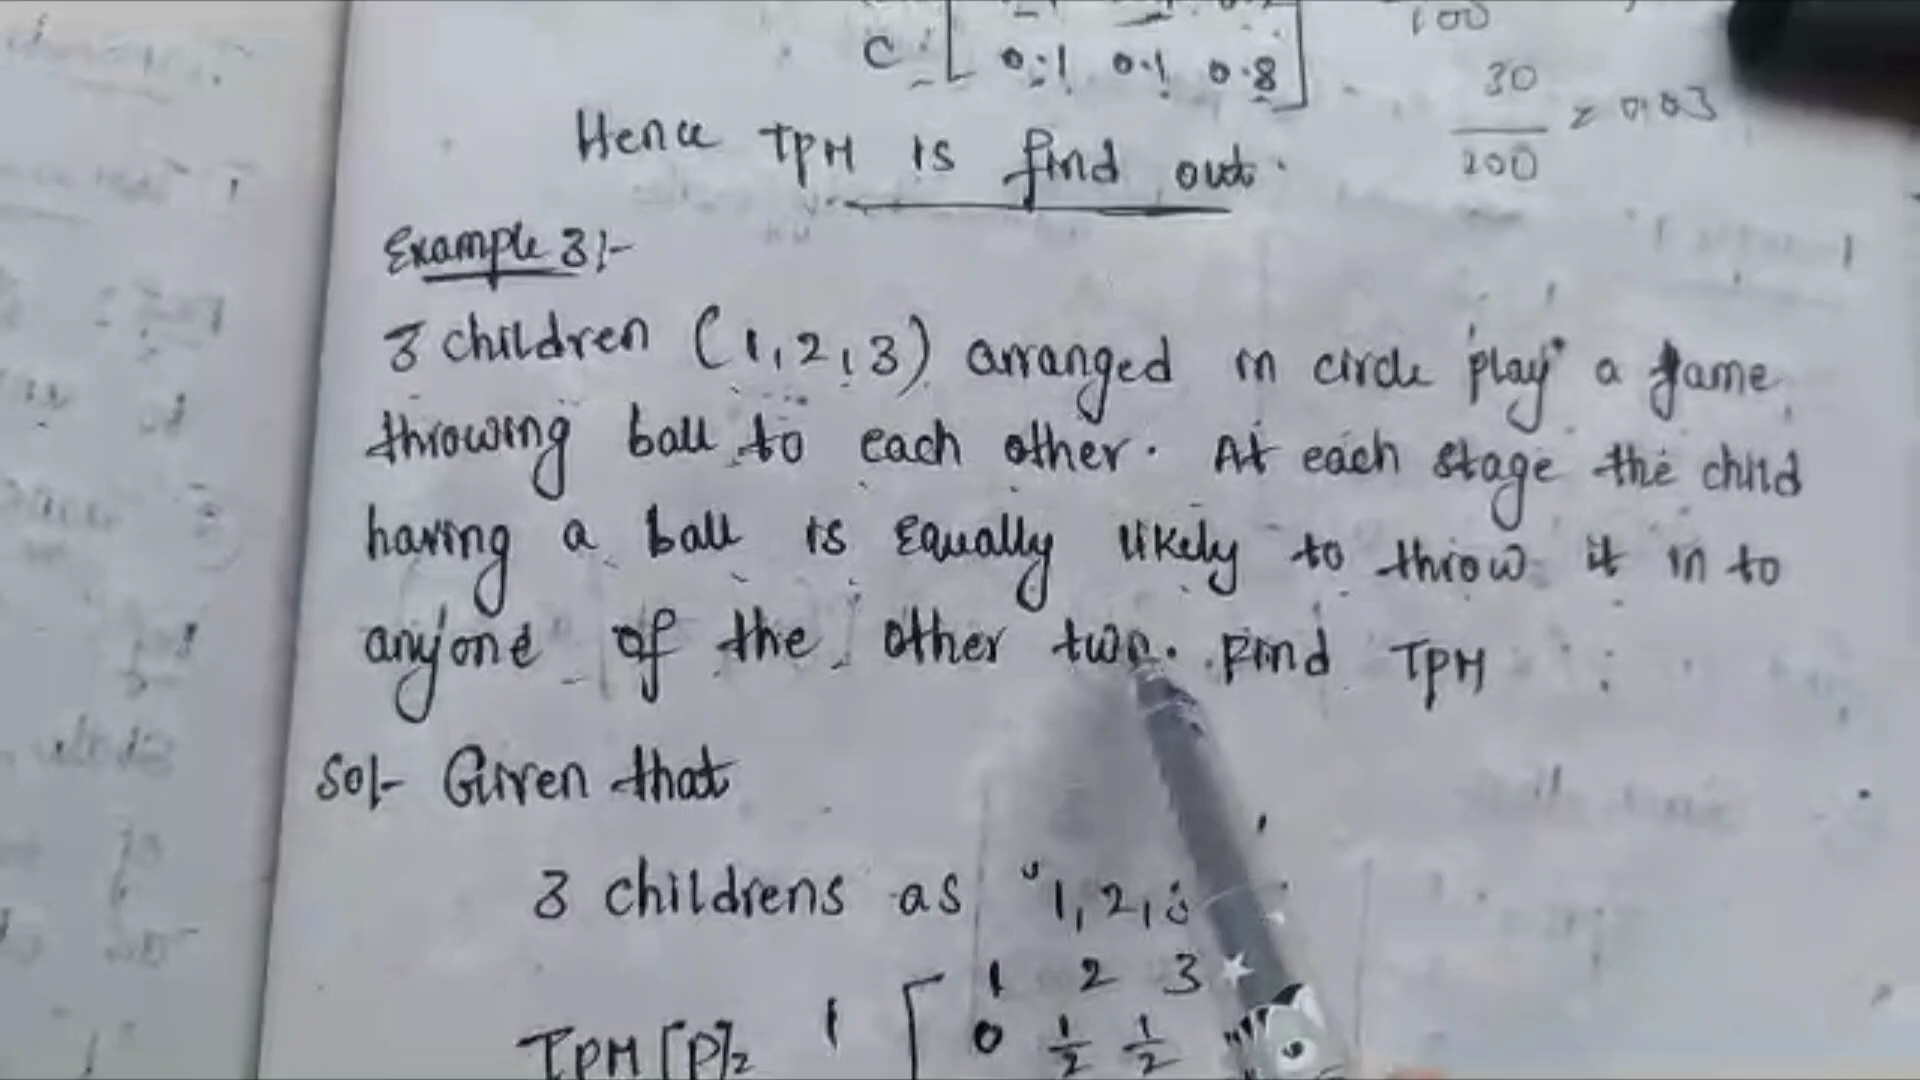 100
C [ 0.1 0.1 0.8 ]
30
200
Hence TPM is find out.
Example 3:-
3 children (1,2,3) arranged in circle play a game
throwing ball to each other. At each stage the child
having a ball is equally likely to throw it in to
anyone of the other two. Find TPM
Sol- Given that
3 childrens as 1,2,3
1 2 3
TPM [P]= 1 [ 0 1/2 1/2